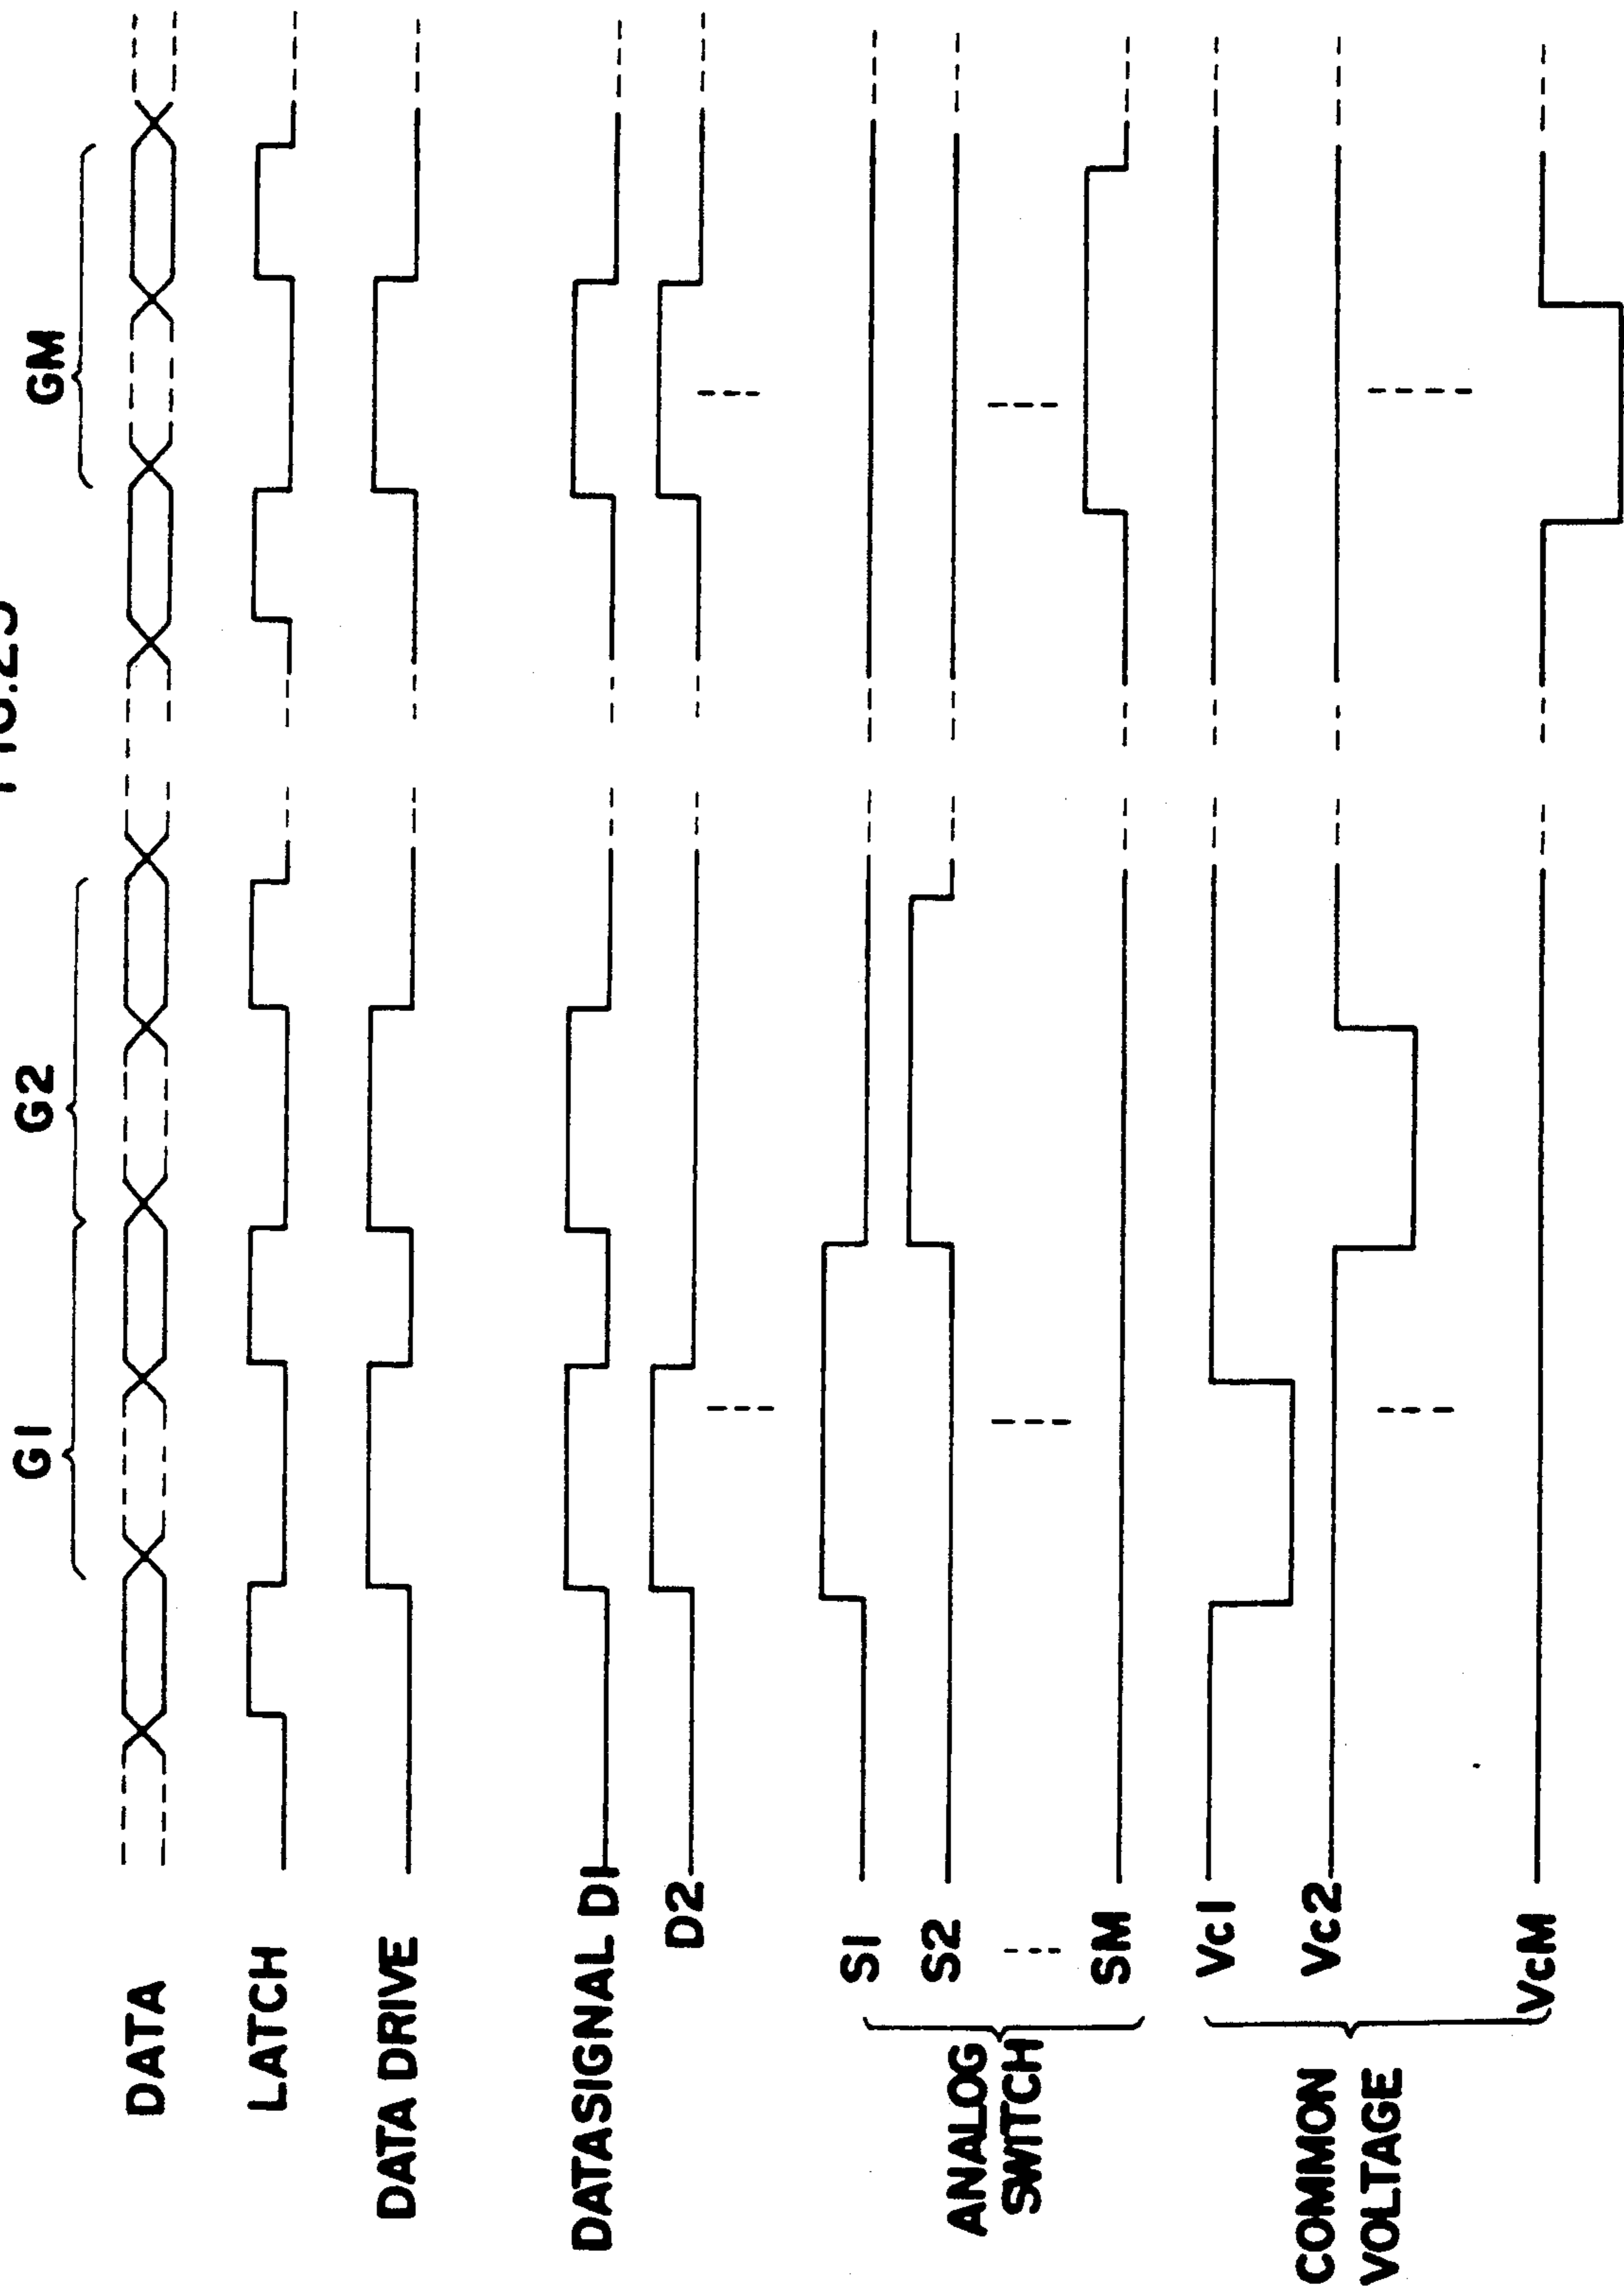 G1
G2
GM
DATA
LATCH
DATA DRIVE
DATASIGNAL D1
D2
S1
S2
SM
ANALOG
SWITCH
Vc1
Vc2
VcM
COMMON
VOLTAGE